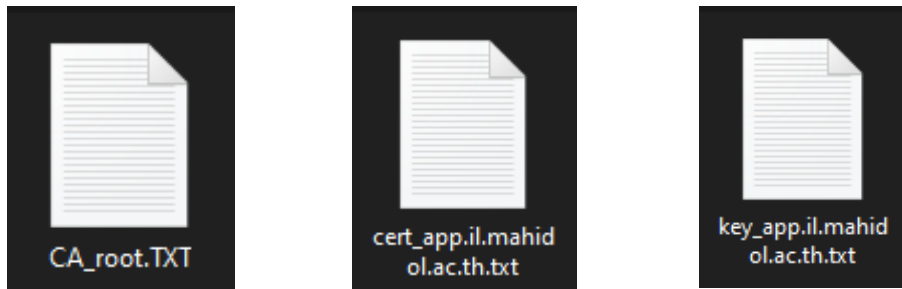 CA_root.TXT
cert_app.il.mahid
ol.ac.th.txt
key_app.il.mahid
ol.ac.th.txt